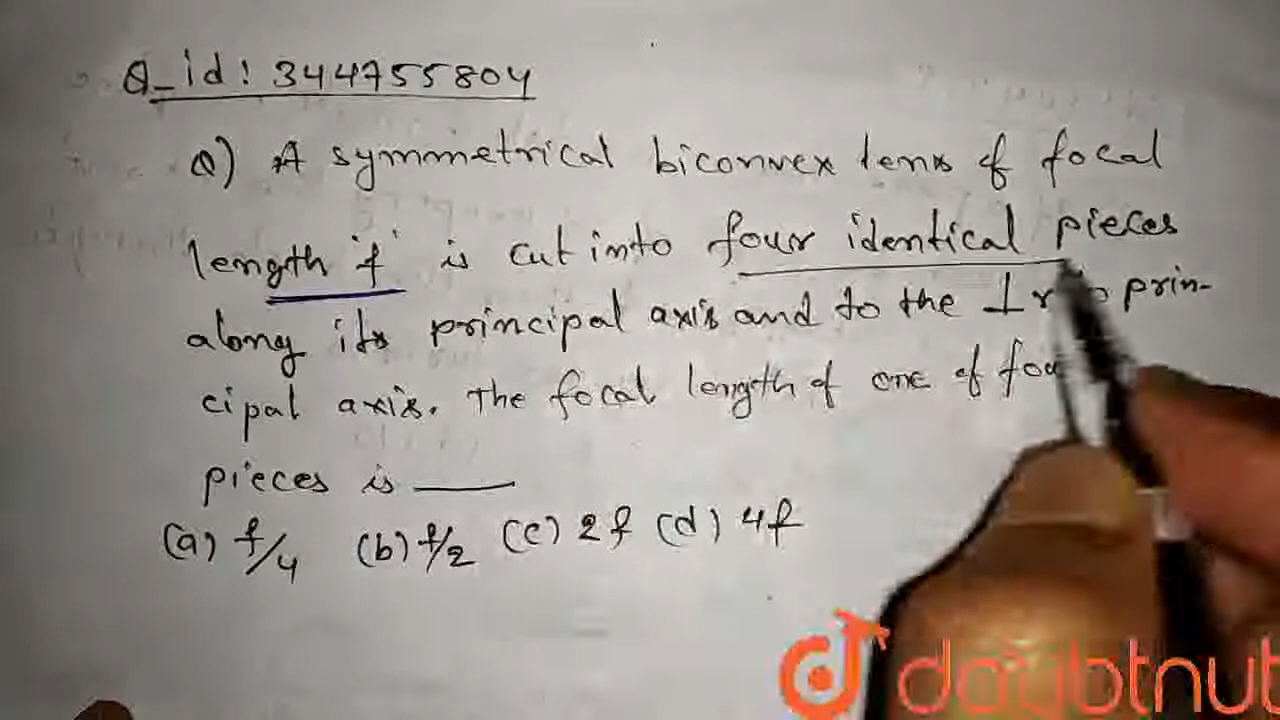 Q_id: 344755804
Q) A symmetrical biconvex lens of focal
length 'f' is cut into four identical pieces
along its principal axis and to the ⊥r to prin-
cipal axis. The focal length of one of
pieces is ___
(a) f/4 (b) f/2 (c) 2f (d) 4f
doubtnut